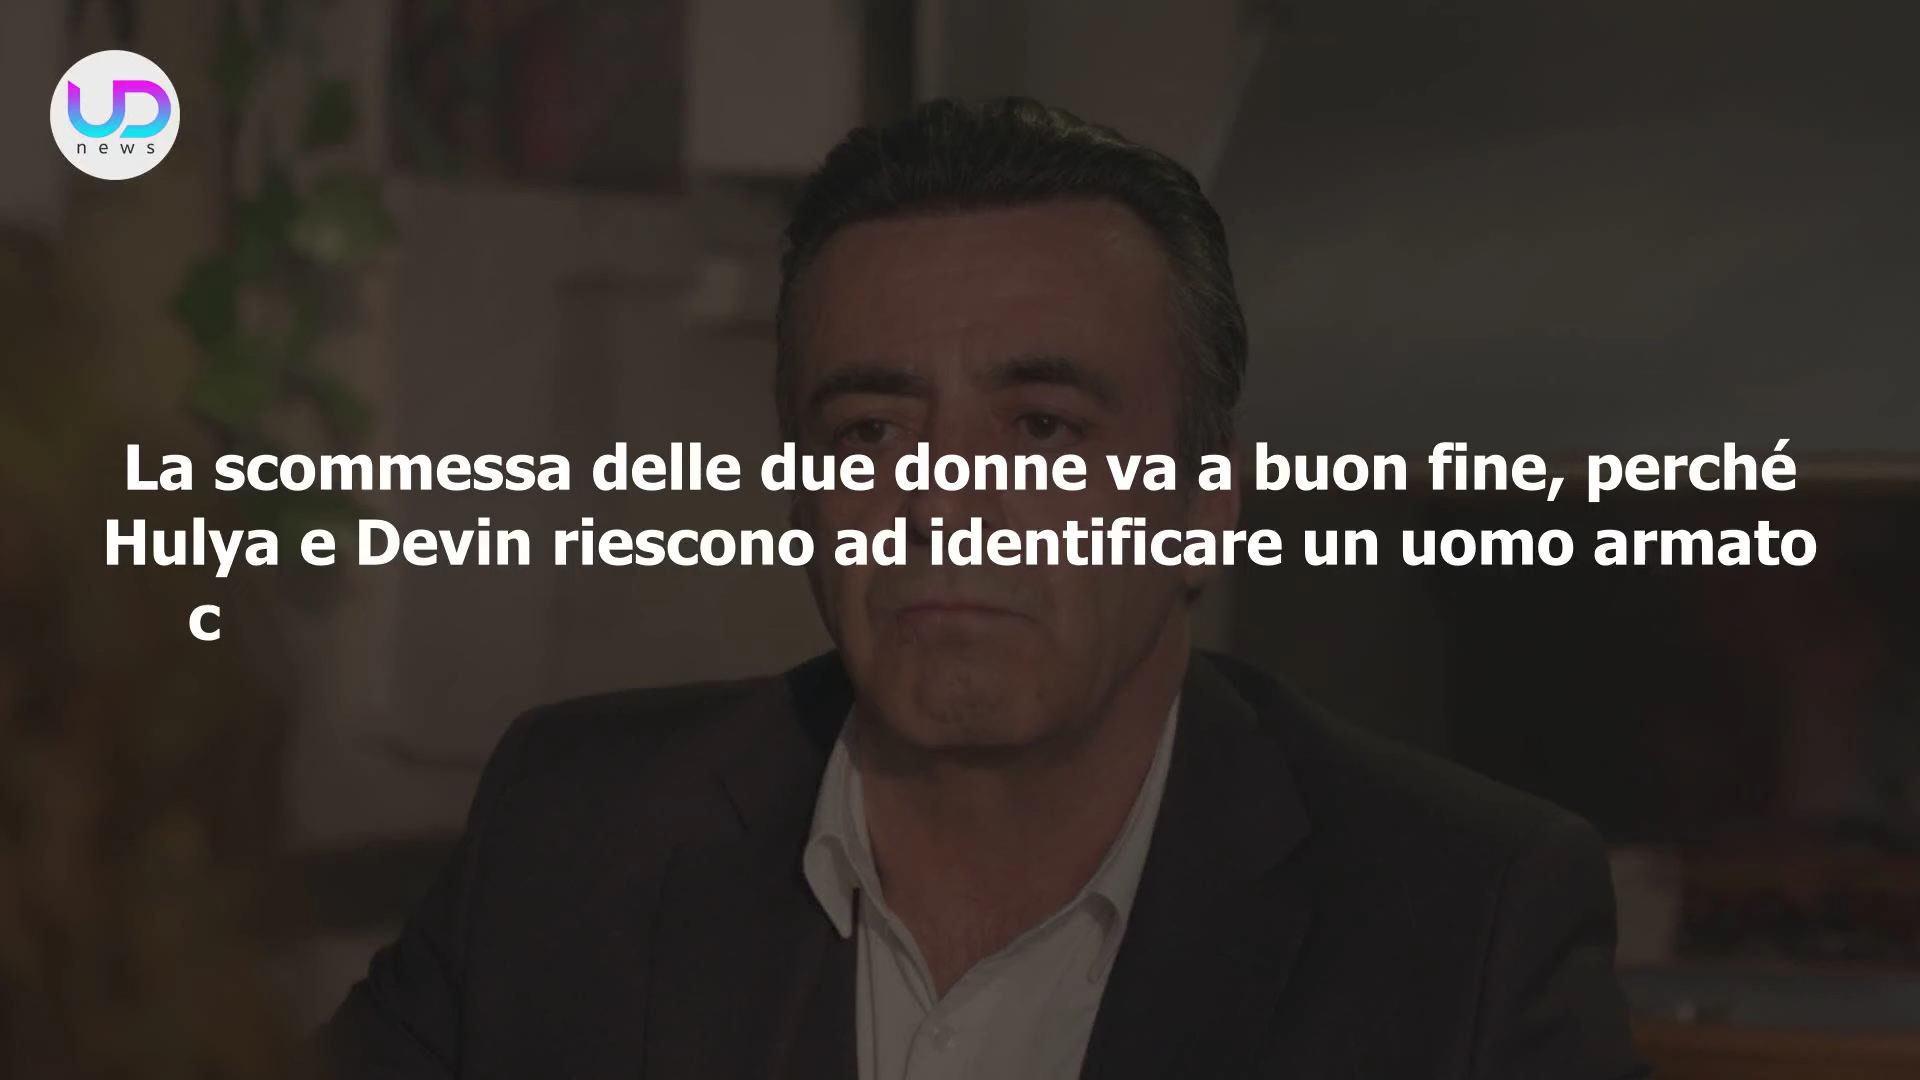 UD
news
La scommessa delle due donne va a buon fine, perché
Hulya e Devin riescono ad identificare un uomo armato
c